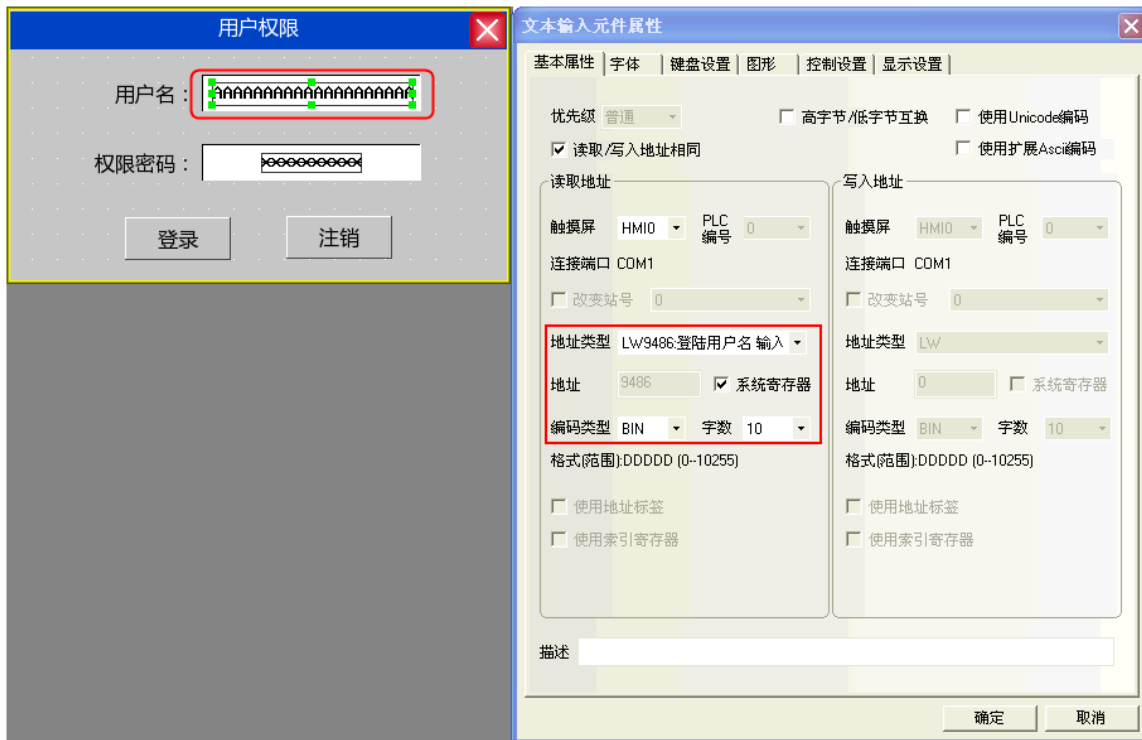 用户权限
用户名：
AAAAAAAAAAAAAAAAAAAA
权限密码：
登录
注销
文本输入元件属性
基本属性 字体 键盘设置 图形 控制设置 显示设置
优先级 普通
高字节/低字节互换
使用Unicode编码
读取/写入地址相同
使用扩展Ascii编码
读取地址
触摸屏 HMI0 PLC编号 0
连接端口 COM1
改变站号 0
地址类型 LW9486:登陆用户名 输入
地址 9486 系统寄存器
编码类型 BIN 字数 10
格式(范围):DDDDD (0--10255)
使用地址标签
使用索引寄存器
写入地址
触摸屏 HMI0 PLC编号 0
连接端口 COM1
改变站号 0
地址类型 LW
地址 0 系统寄存器
编码类型 BIN 字数 10
格式(范围):DDDDD (0--10255)
使用地址标签
使用索引寄存器
描述
确定
取消